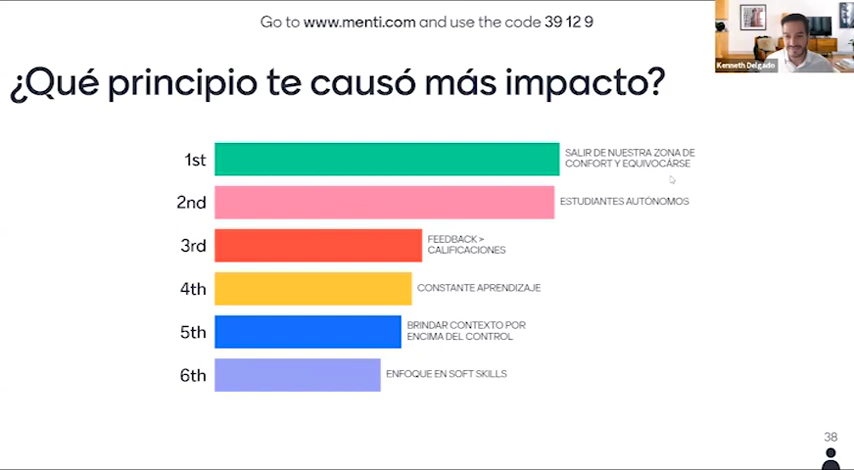 Go to www.menti.com and use the code 39 12 9
Kenneth Delgado
¿Qué principio te causó más impacto?
1st
SALIR DE NUESTRA ZONA DE
CONFORT Y EQUIVOCÁRSE
2nd
ESTUDIANTES AUTÓNOMOS
3rd
FEEDBACK >
CALIFICACIONES
4th
CONSTANTE APRENDIZAJE
5th
BRINDAR CONTEXTO POR
ENCIMA DEL CONTROL
6th
ENFOQUE EN SOFT SKILLS
38